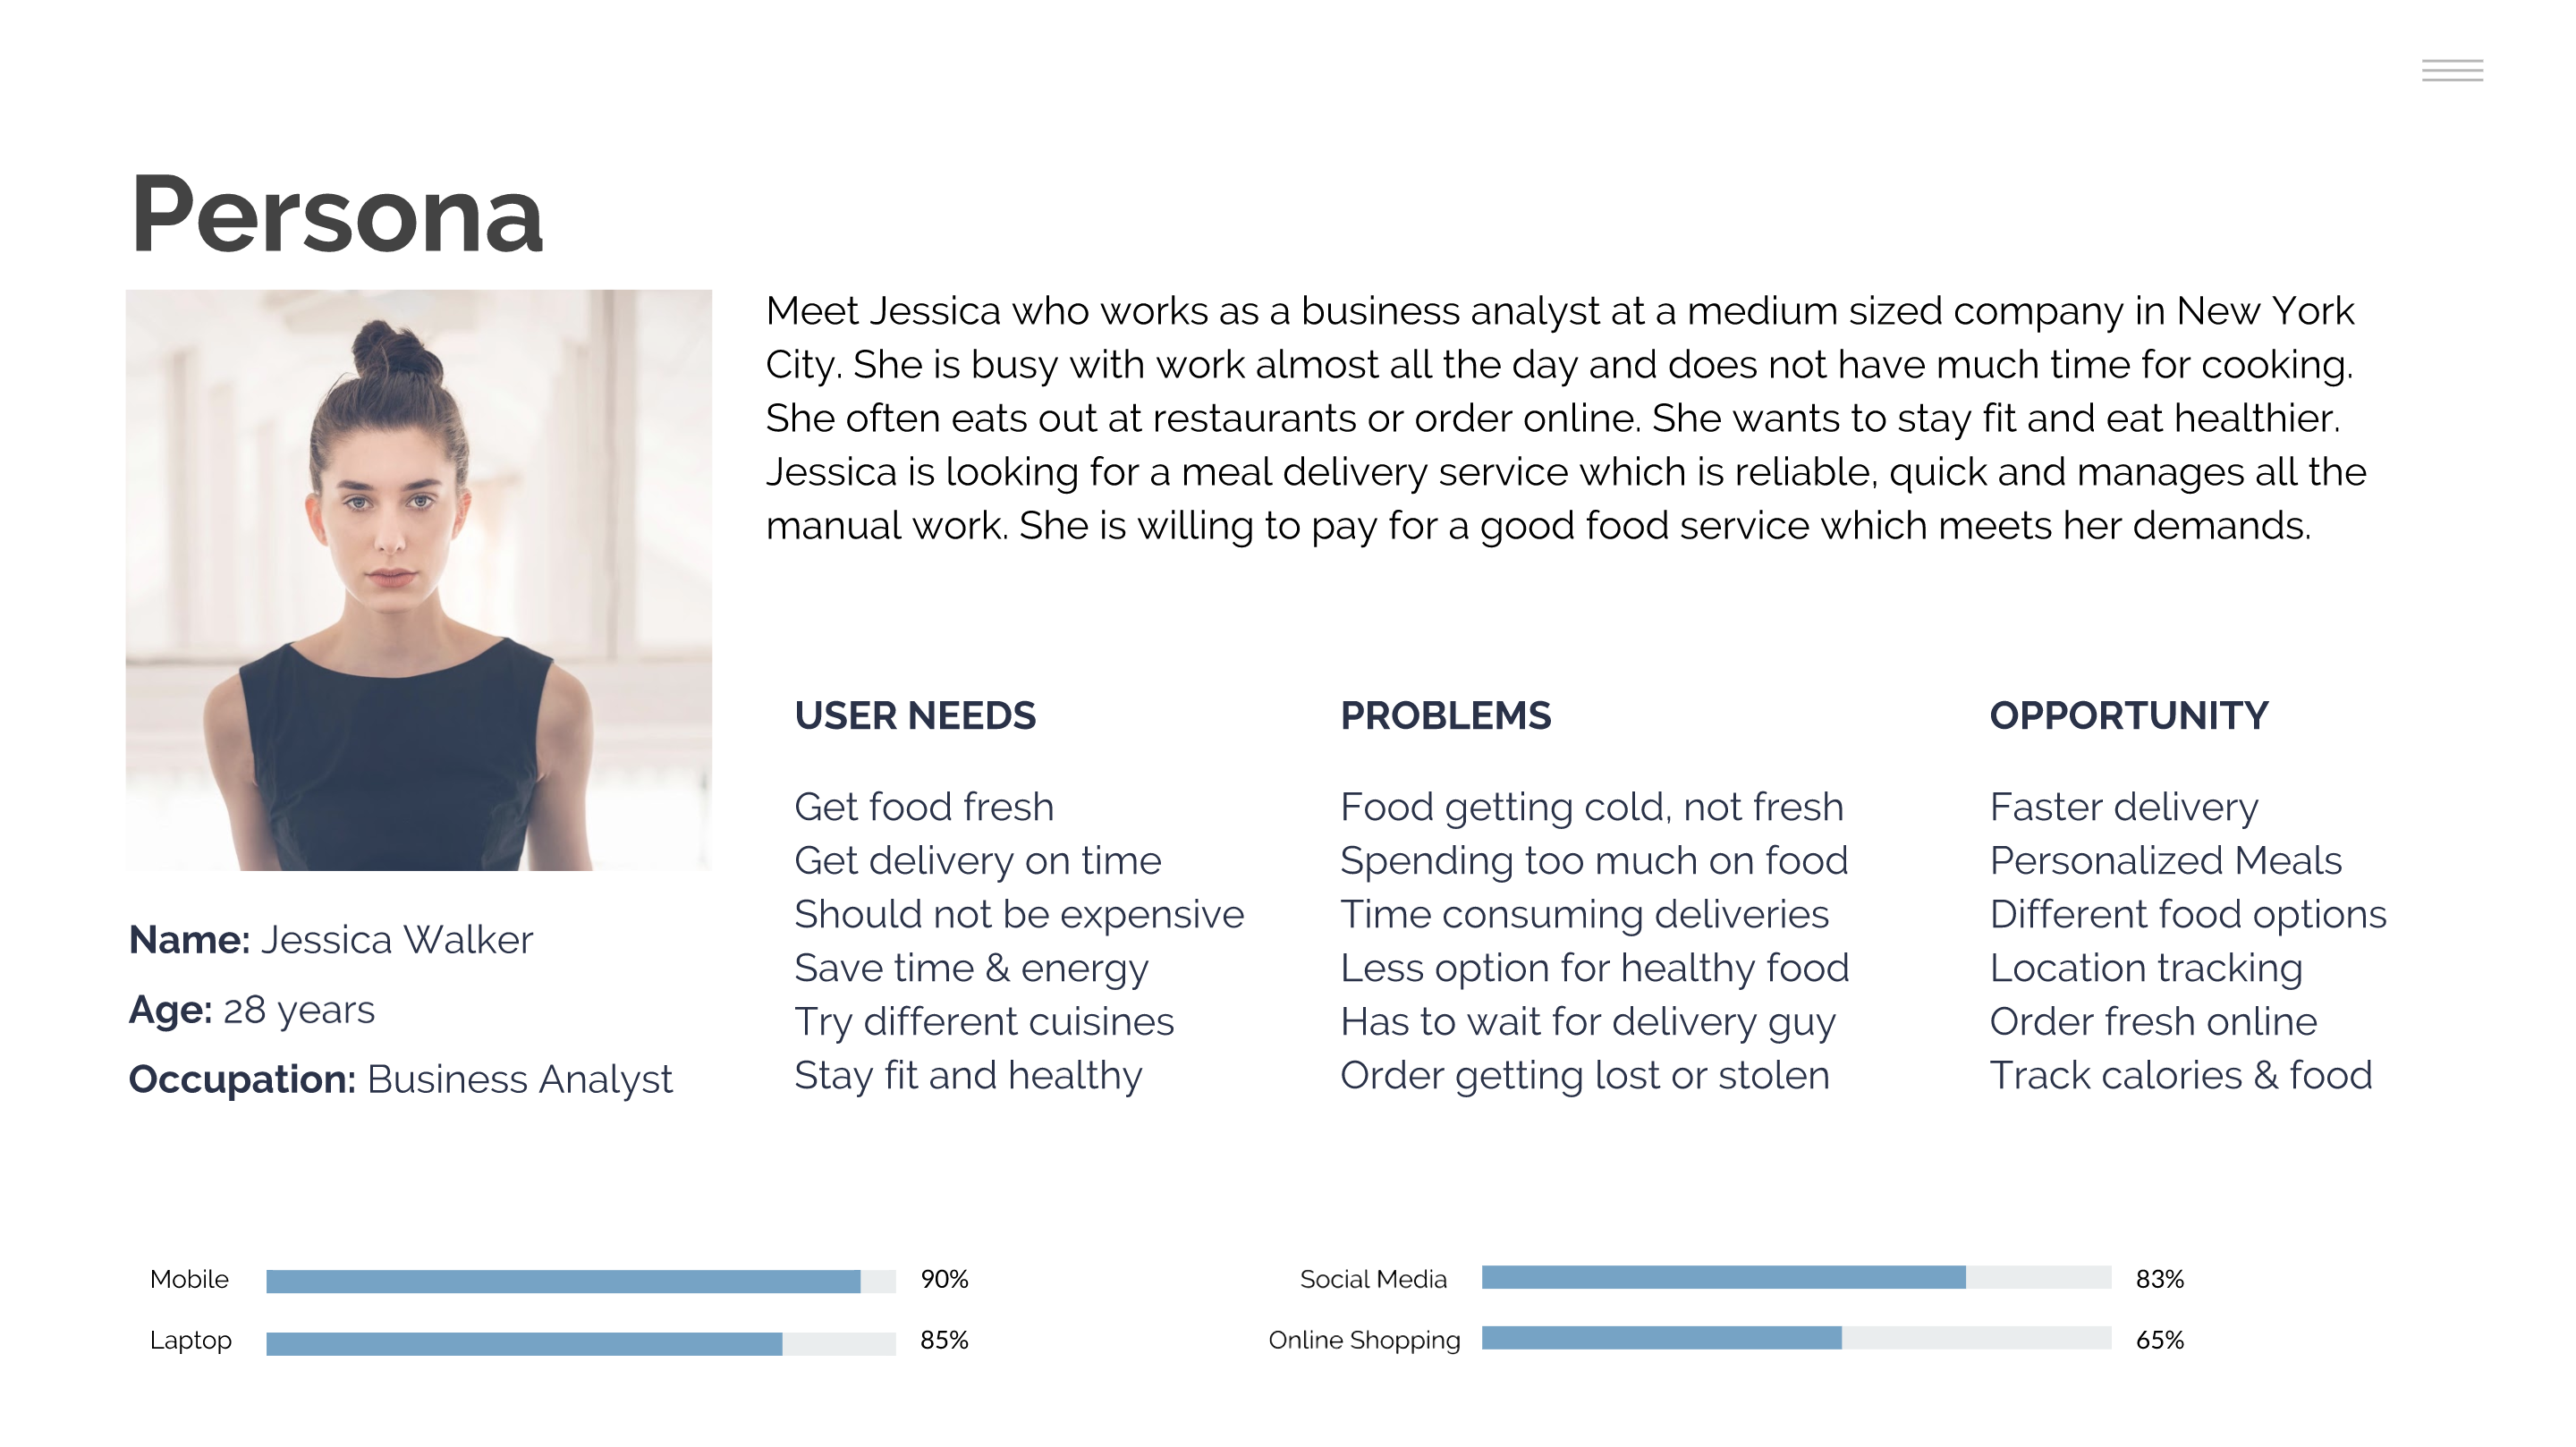 Persona
Meet Jessica who works as a business analyst at a medium sized company in New York
City. She is busy with work almost all the day and does not have much time for cooking.
She often eats out at restaurants or order online. She wants to stay fit and eat healthier.
Jessica is looking for a meal delivery service which is reliable, quick and manages all the
manual work. She is willing to pay for a good food service which meets her demands.
Name: Jessica Walker
Age: 28 years
Occupation: Business Analyst
USER NEEDS
Get food fresh
Get delivery on time
Should not be expensive
Save time & energy
Try different cuisines
Stay fit and healthy
PROBLEMS
Food getting cold, not fresh
Spending too much on food
Time consuming deliveries
Less option for healthy food
Has to wait for delivery guy
Order getting lost or stolen
OPPORTUNITY
Faster delivery
Personalized Meals
Different food options
Location tracking
Order fresh online
Track calories & food
Mobile 90%
Laptop 85%
Social Media 83%
Online Shopping 65%